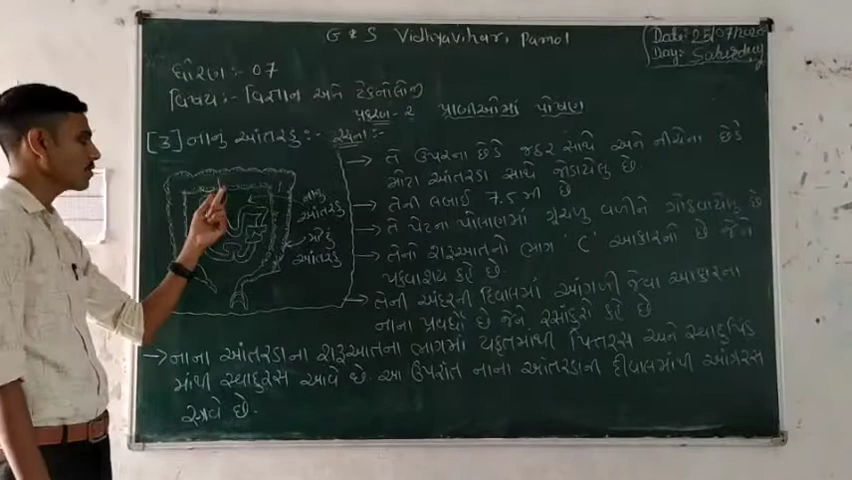 G & S Vidhyavihar, Parnol
Date:- 25/07/2020
Day:- Saturday
ધોરણ:- 07
વિષય:- વિજ્ઞાન અને ટેકનોલોજી
પ્રકરણ- ૨ પ્રાણીઓમાં પોષણ
[3] નાનું આંતરડું:- રચના:-
→ તે ઉપરના છેડે જઠર સાથે અને નીચેના છેડે
મોટા આંતરડા સાથે જોડાયેલુ છે.
→ તેની લંબાઈ 7.5 મી છે
→ તે પેટના પોલાણમાં ગૂંચળુ વળીને ગોઠવાયેલુ છે
→ તેનો શરૂઆતનો ભાગ 'C' આકારનો છે જેને
પક્વાશય કહે છે.
→ તેની અંદરની દિવાલમાં આંગળી જેવા આકારના
નાના પ્રવર્ધો છે જેને રસાંકુરો કહે છે
નાનું
આંતરડું
મોટું
આંતરડું
→ નાના આંતરડાના શરૂઆતના ભાગમાં યકૃતમાંથી પિત્તરસ અને સ્વાદુપિંડ
માંથી સ્વાદુરસ આવે છે. આ ઉપરાંત નાના આંતરડાની દીવાલમાંથી આંત્રરસ
સ્ત્રવે છે.